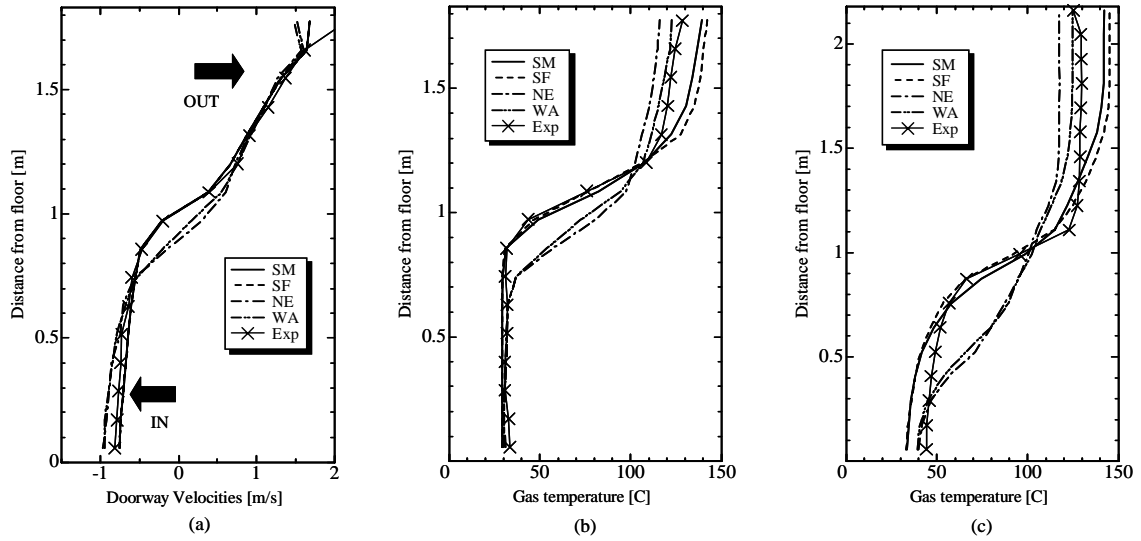 2
1.5
1
0.5
0
-1
0
1
2
Distance from floor [m]
Doorway Velocities [m/s]
OUT
IN
SM
SF
NE
WA
Exp
(a)
1.5
1
0.5
0
50
100
150
Distance from floor [m]
Gas temperature [C]
SM
SF
NE
WA
Exp
(b)
2
1.5
1
0.5
0
50
100
150
Distance from floor [m]
Gas temperature [C]
SM
SF
NE
WA
Exp
(c)